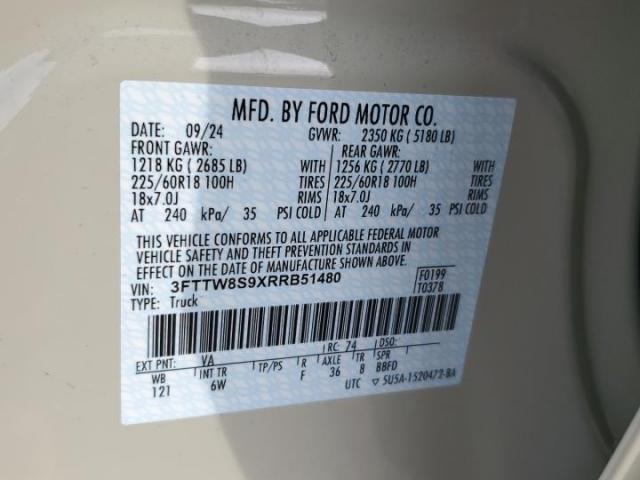 MFD. BY FORD MOTOR CO.
DATE: 09/24 GVWR: 2350 KG ( 5180 LB)
FRONT GAWR: REAR GAWR:
1218 KG ( 2685 LB) WITH 1256 KG ( 2770 LB) WITH
225/60R18 100H TIRES 225/60R18 100H TIRES
18x7.0J RIMS 18x7.0J RIMS
AT 240 kPa/ 35 PSI COLD AT 240 kPa/ 35 PSI COLD
THIS VEHICLE CONFORMS TO ALL APPLICABLE FEDERAL MOTOR
VEHICLE SAFETY AND THEFT PREVENTION STANDARDS IN
EFFECT ON THE DATE OF MANUFACTURE SHOWN ABOVE.
VIN: 3FTTW8S9XRRB51480 F0199
TYPE: Truck T0378
EXT PNT: VA RC: 74 DSO:
WB INT TR TP/PS R AXLE TR SPR
121 6W F 36 8 BBFD
UTC ▽ 5U5A-1520472-BA